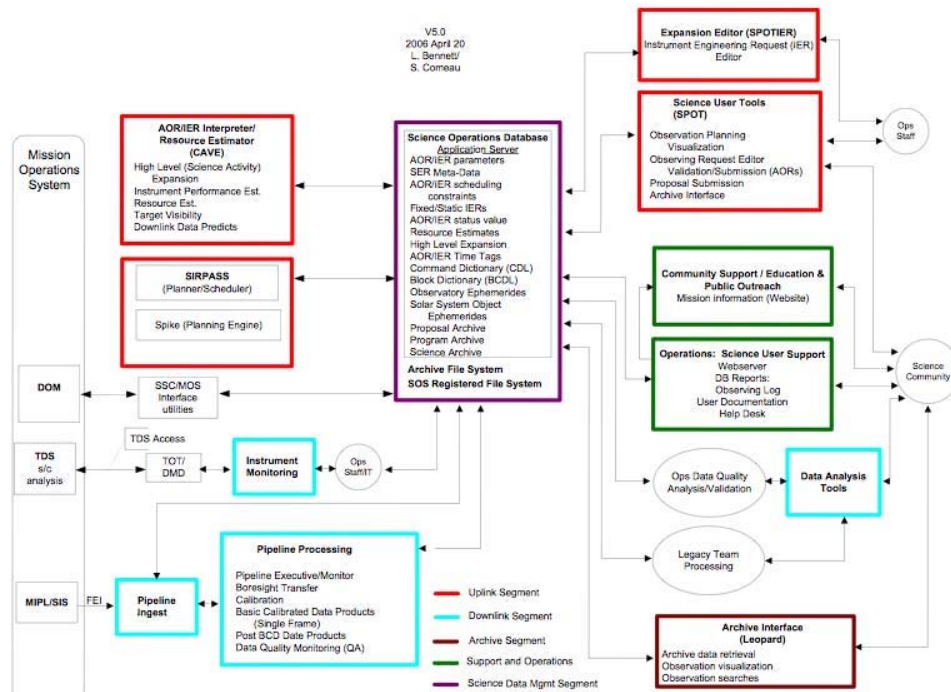 V5.0
2006 April 20
L. Bennett/
S. Comeau
Expansion Editor (SPOTIER)
Instrument Engineering Request (IER)
Editor
Science User Tools
(SPOT)
Observation Planning
Visualization
Observing Request Editor
Validation/Submission (AORs)
Proposal Submission
Archive Interface
Ops
Staff
Mission
Operations
System
AOR/IER Interpreter/
Resource Estimator
(CAVE)
High Level (Science Activity)
Expansion
Instrument Performance Est.
Resource Est.
Target Visibility
Downlink Data Predicts
SIRPASS
(Planner/Scheduler)
Spike (Planning Engine)
Science Operations Database
Application Server
AOR/IER parameters
SER Meta-Data
AOR/IER scheduling
constraints
Fixed/Static IERs
AOR/IER status value
Resource Estimates
High Level Expansion
AOR/IER Time Tags
Command Dictionary (CDL)
Block Dictionary (BCDL)
Observatory Ephemerides
Solar System Object
Ephemerides
Proposal Archive
Program Archive
Science Archive
Archive File System
SOS Registered File System
Community Support / Education &
Public Outreach
Mission information (Website)
Operations: Science User Support
Webserver
DB Reports:
Observing Log
User Documentation
Help Desk
Science
Community
DOM
SSC/MOS
Interface
utilities
TDS Access
TDS
s/c
analysis
TOT/
DMD
Instrument
Monitoring
Ops
Staff/IT
Ops Data Quality
Analysis/Validation
Data Analysis
Tools
Legacy Team
Processing
MIPL/SIS
FEI
Pipeline
Ingest
Pipeline Processing
Pipeline Executive/Monitor
Boresight Transfer
Calibration
Basic Calibrated Data Products
(Single Frame)
Post BCD Date Products
Data Quality Monitoring (QA)
Uplink Segment
Downlink Segment
Archive Segment
Support and Operations
Science Data Mgmt Segment
Archive Interface
(Leopard)
Archive data retrieval
Observation visualization
Observation searches